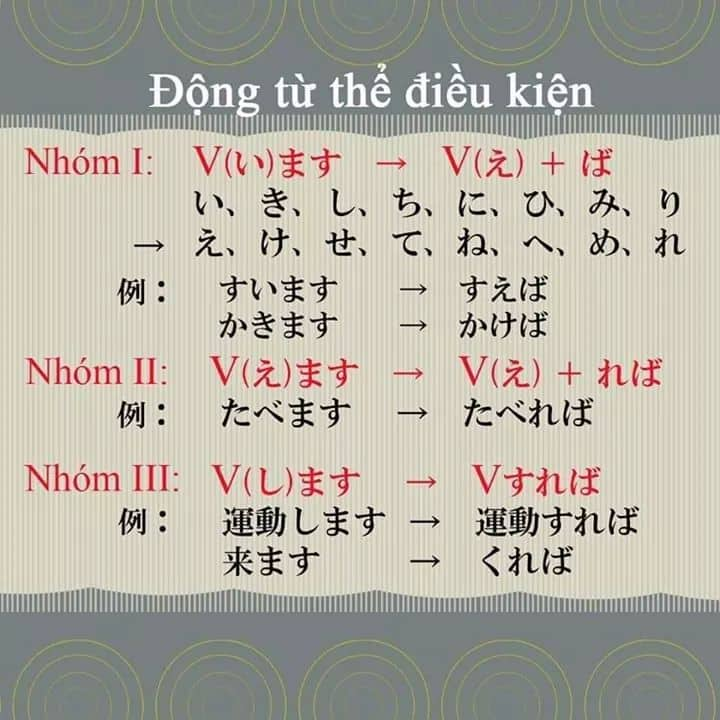 Động từ thể điều kiện
Nhóm I: V(い)ます → V(え) + ば
い、き、し、ち、に、ひ、み、り
→ え、け、せ、て、ね、へ、め、れ
例： すいます → すえば
かきます → かけば
Nhóm II: V(え)ます → V(え) + れば
例： たべます → たべれば
Nhóm III: V(し)ます → Vすれば
例： 運動します → 運動すれば
来ます → くれば